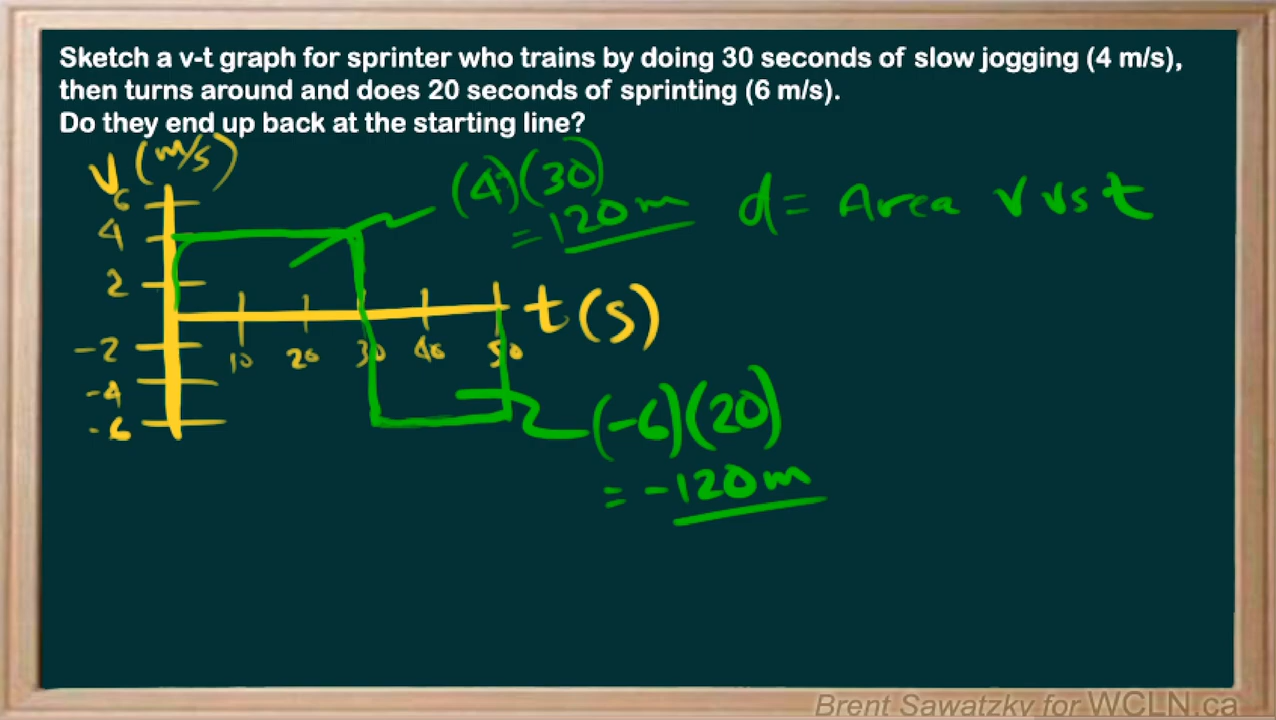 Sketch a v-t graph for sprinter who trains by doing 30 seconds of slow jogging (4 m/s),
then turns around and does 20 seconds of sprinting (6 m/s).
Do they end up back at the starting line?
V (m/s)
6
4
2
-2
-4
-6
10 20 30 40 50
t(s)
(4)(30)
= 120 m
d = Area v vs t
(-6)(20)
= -120 m
Brent Sawatzky for WCLN.ca